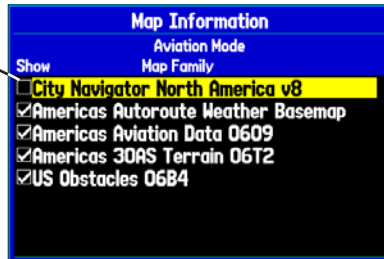 Map Information
Aviation Mode
Show Map Family
City Navigator North America v8
Americas Autoroute Weather Basemap
Americas Aviation Data 0609
Americas 30AS Terrain 06T2
US Obstacles 06B4